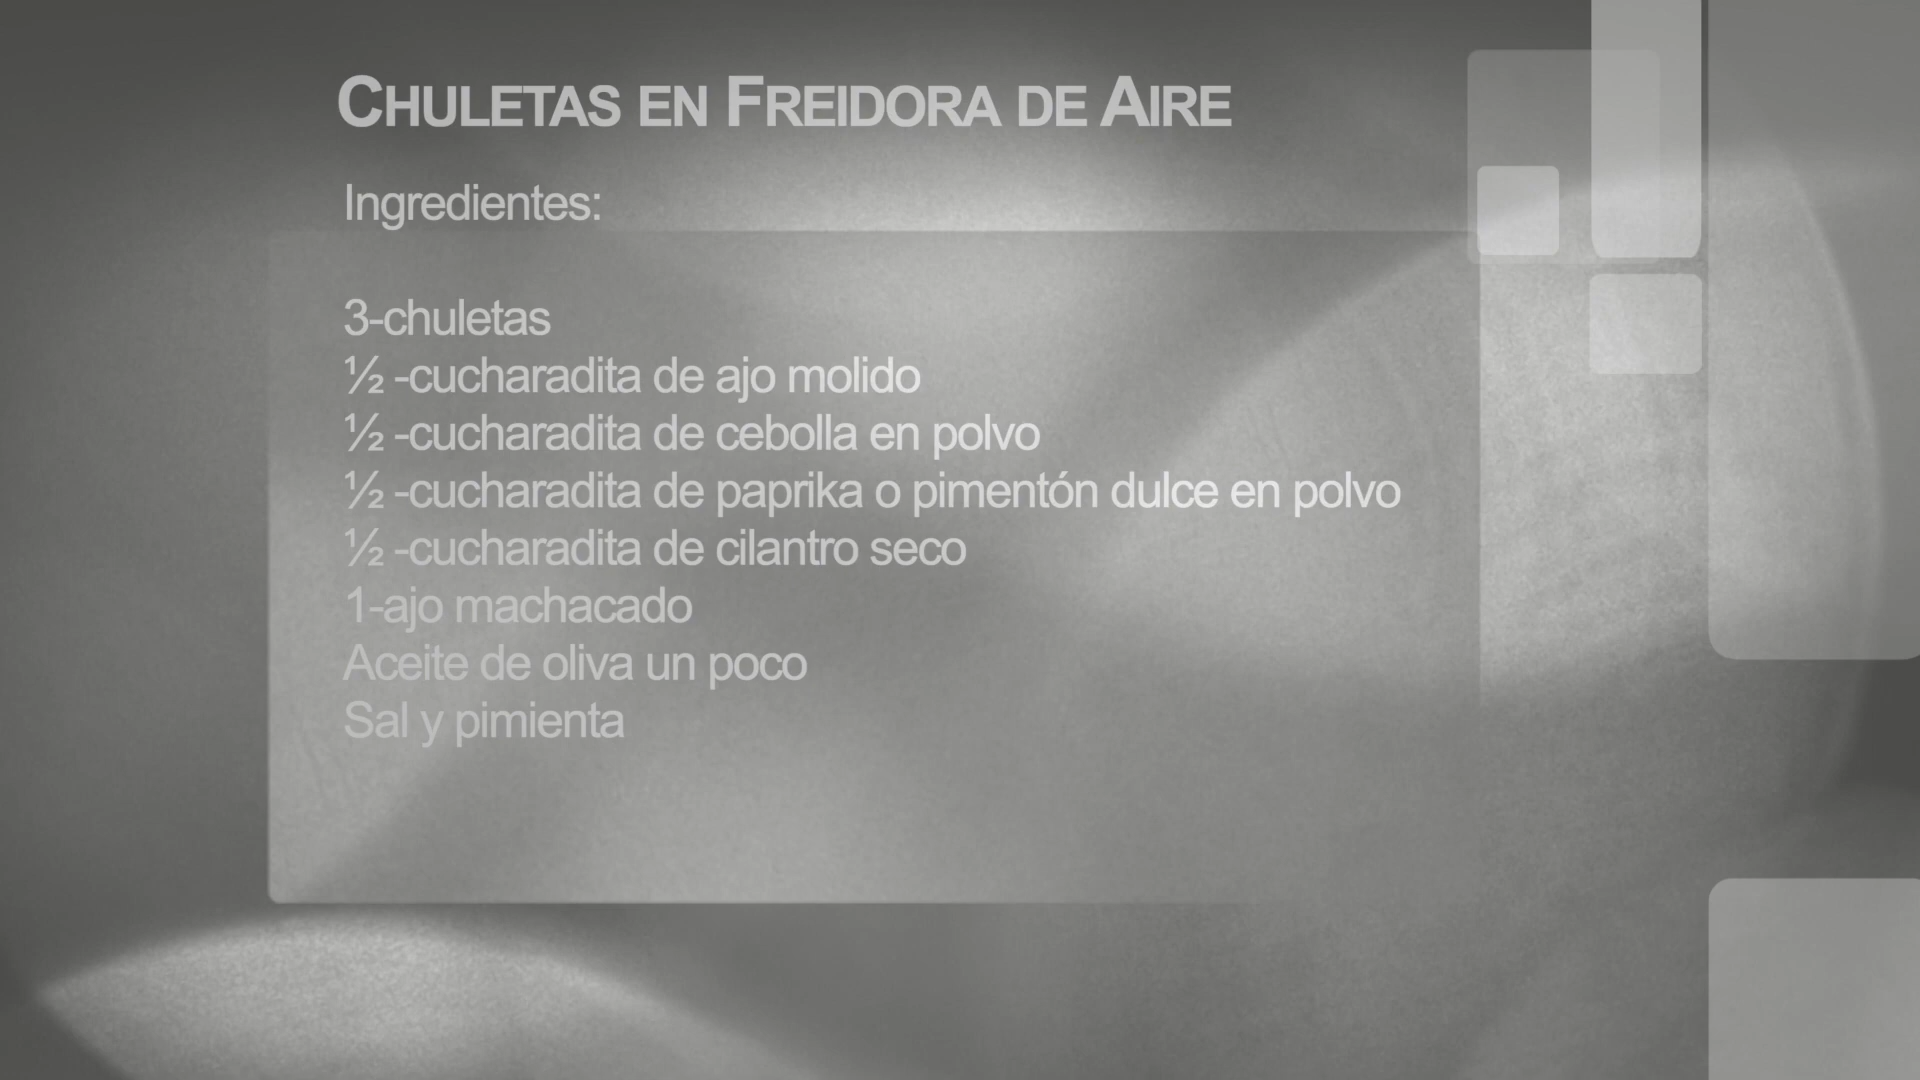 CHULETAS EN FREIDORA DE AIRE
Ingredientes:
3-chuletas
½ -cucharadita de ajo molido
½ -cucharadita de cebolla en polvo
½ -cucharadita de paprika o pimentón dulce en polvo
½ -cucharadita de cilantro seco
1-ajo machacado
Aceite de oliva un poco
Sal y pimienta